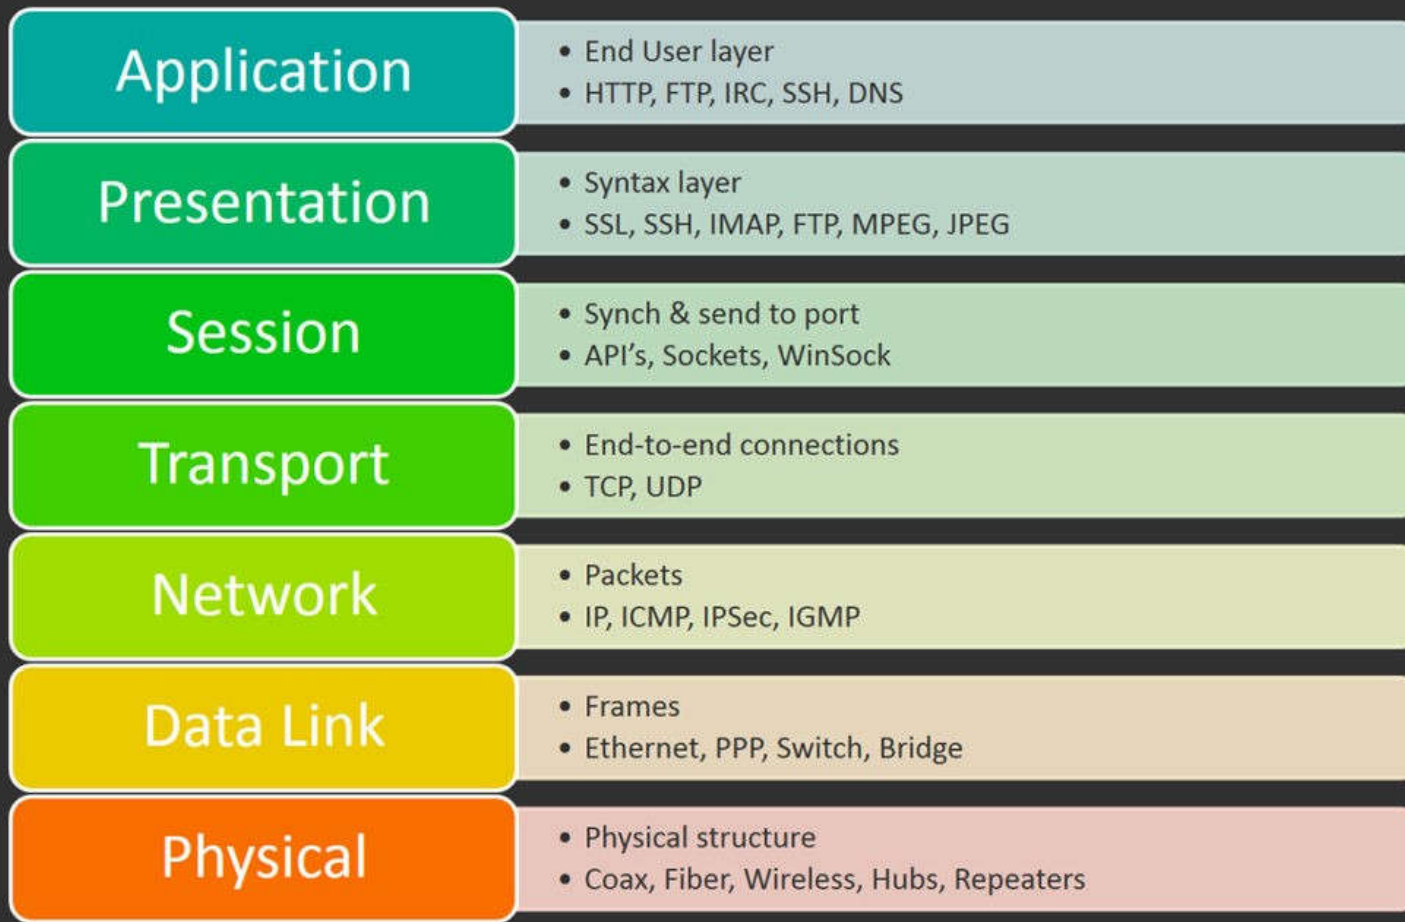 Application
• End User layer
• HTTP, FTP, IRC, SSH, DNS
Presentation
• Syntax layer
• SSL, SSH, IMAP, FTP, MPEG, JPEG
Session
• Synch & send to port
• API’s, Sockets, WinSock
Transport
• End-to-end connections
• TCP, UDP
Network
• Packets
• IP, ICMP, IPSec, IGMP
Data Link
• Frames
• Ethernet, PPP, Switch, Bridge
Physical
• Physical structure
• Coax, Fiber, Wireless, Hubs, Repeaters